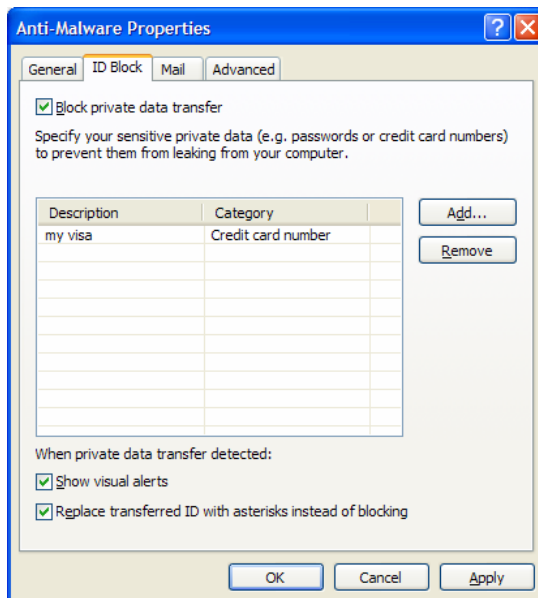 Anti-Malware Properties
General ID Block Mail Advanced
Block private data transfer
Specify your sensitive private data (e.g. passwords or credit card numbers)
to prevent them from leaking from your computer.
Description Category
Add...
my visa Credit card number
Remove
When private data transfer detected:
Show visual alerts
Replace transferred ID with asterisks instead of blocking
OK Cancel Apply